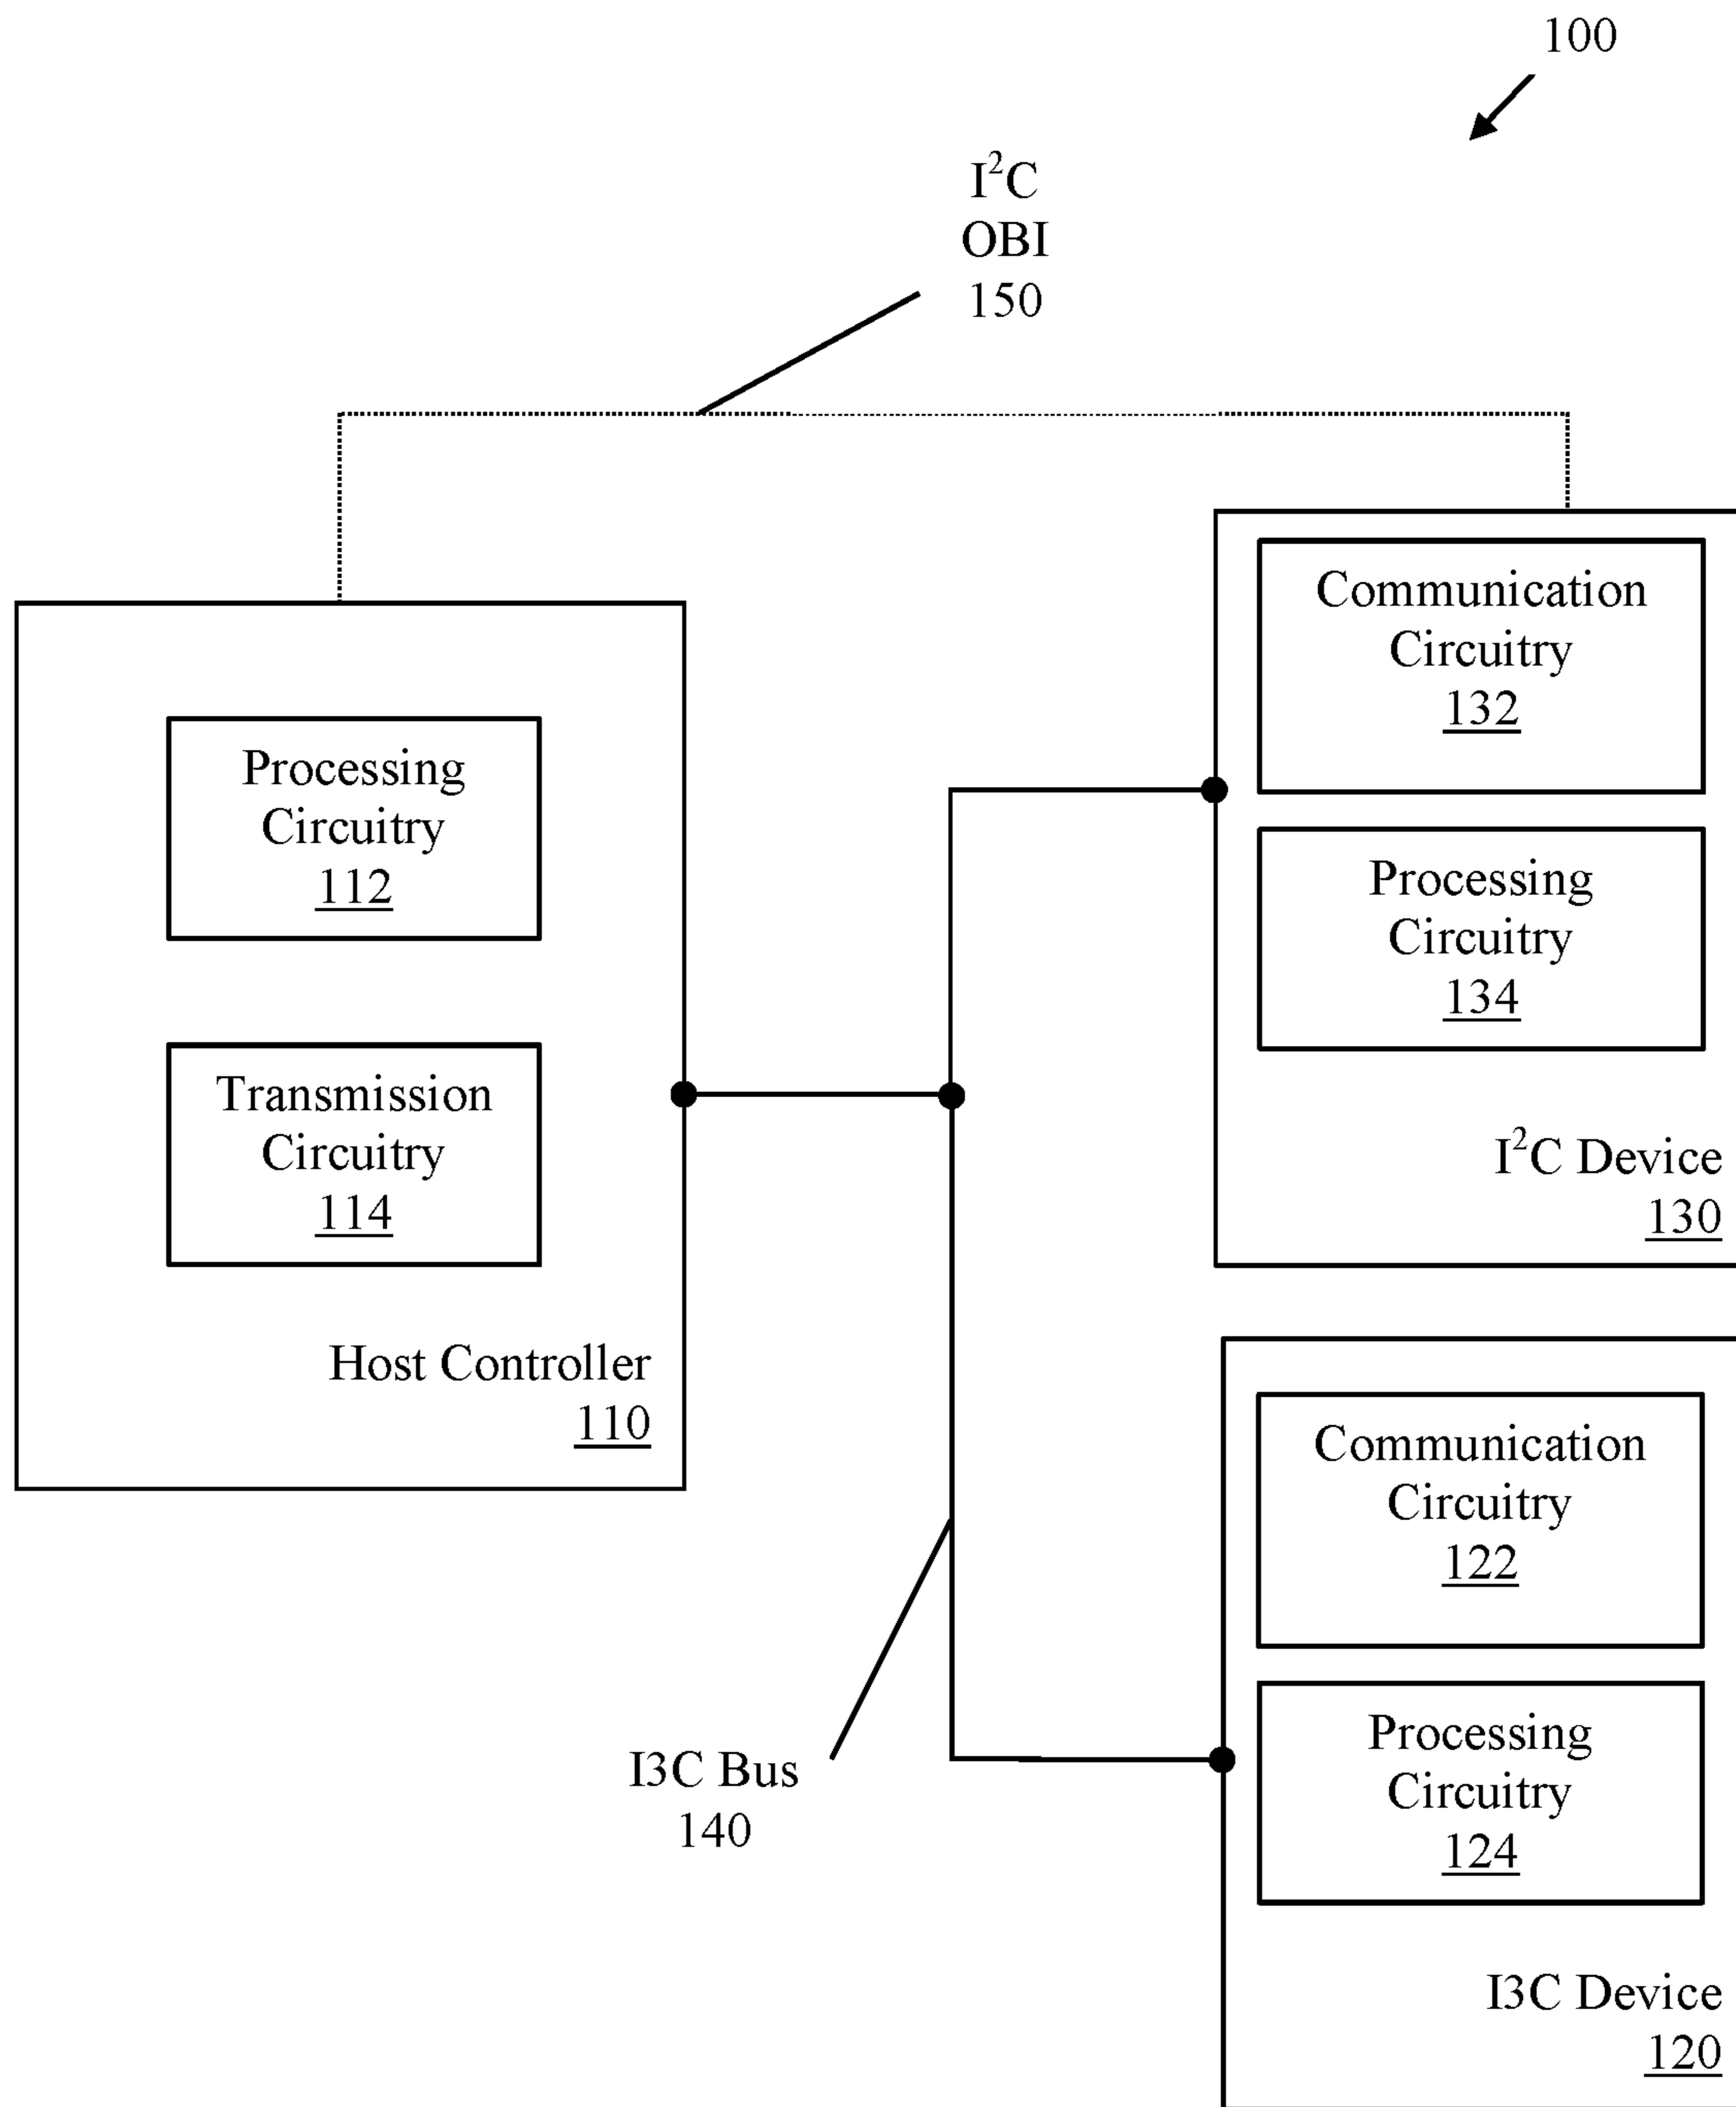 100
I²C
OBI
150
Processing
Circuitry
112
Transmission
Circuitry
114
Host Controller
110
Communication
Circuitry
132
Processing
Circuitry
134
I²C Device
130
I3C Bus
140
Communication
Circuitry
122
Processing
Circuitry
124
I3C Device
120